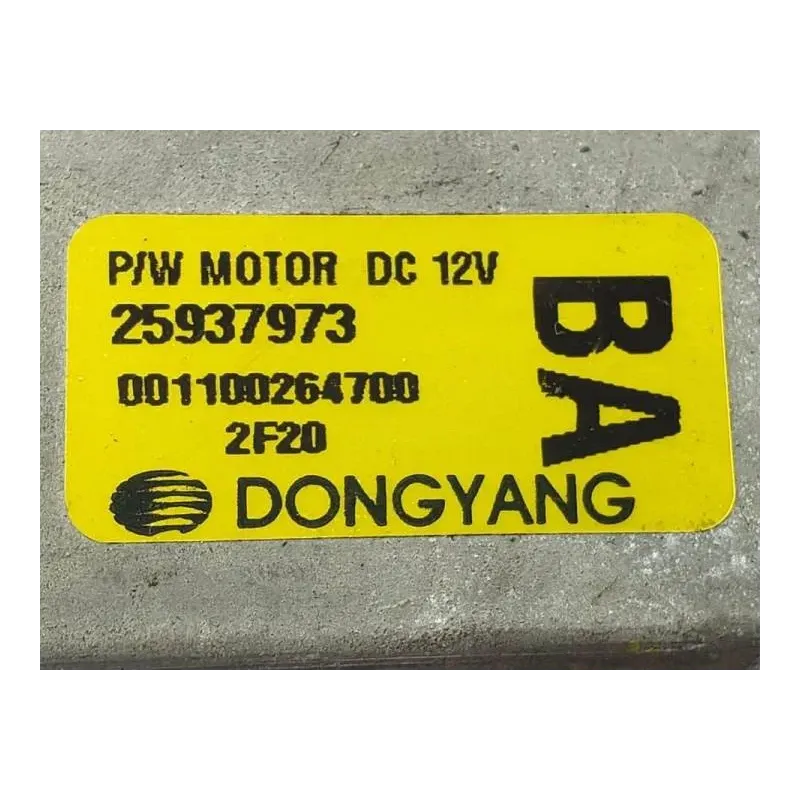 P/W MOTOR DC 12V
25937973
001100264700
2F20
DONGYANG
BA